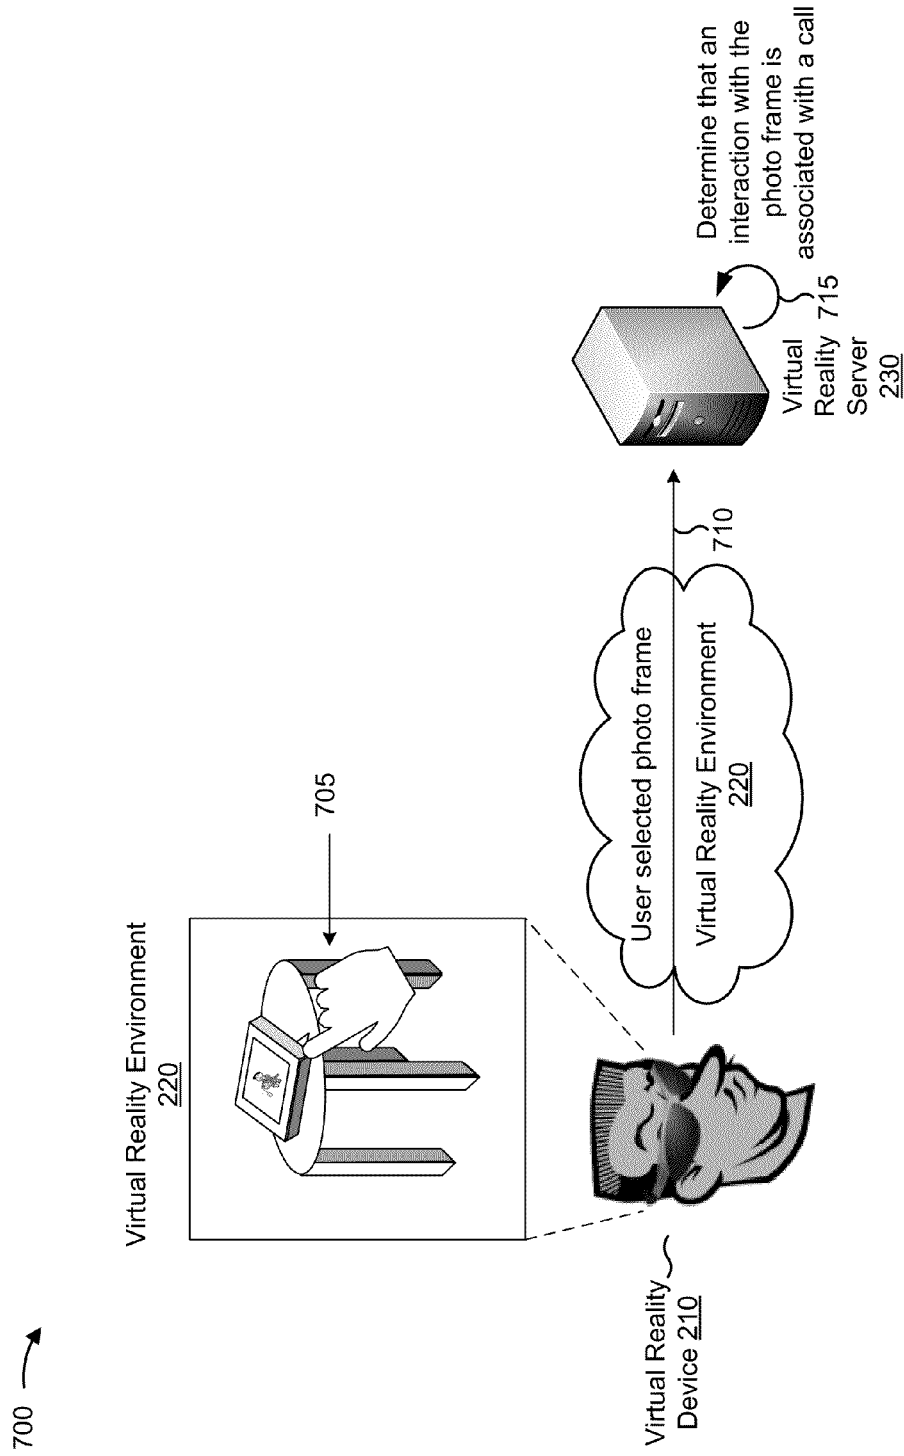 700
Virtual Reality Environment
220
705
Virtual Reality
Device 210
User selected photo frame
Virtual Reality Environment
220
710
Virtual
Reality
Server
230
715
Determine that an
interaction with the
photo frame is
associated with a call